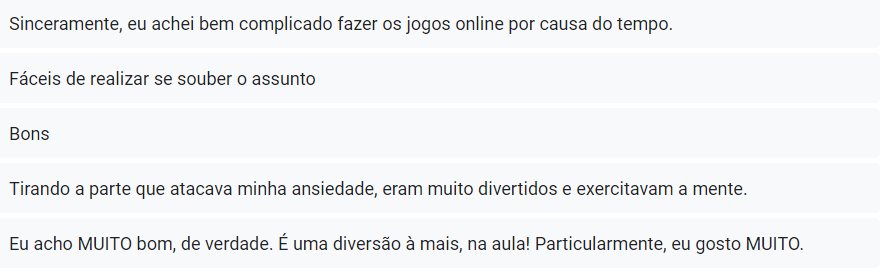 Sinceramente, eu achei bem complicado fazer os jogos online por causa do tempo.
Fáceis de realizar se souber o assunto
Bons
Tirando a parte que atacava minha ansiedade, eram muito divertidos e exercitavam a mente.
Eu acho MUITO bom, de verdade. É uma diversão à mais, na aula! Particularmente, eu gosto MUITO.